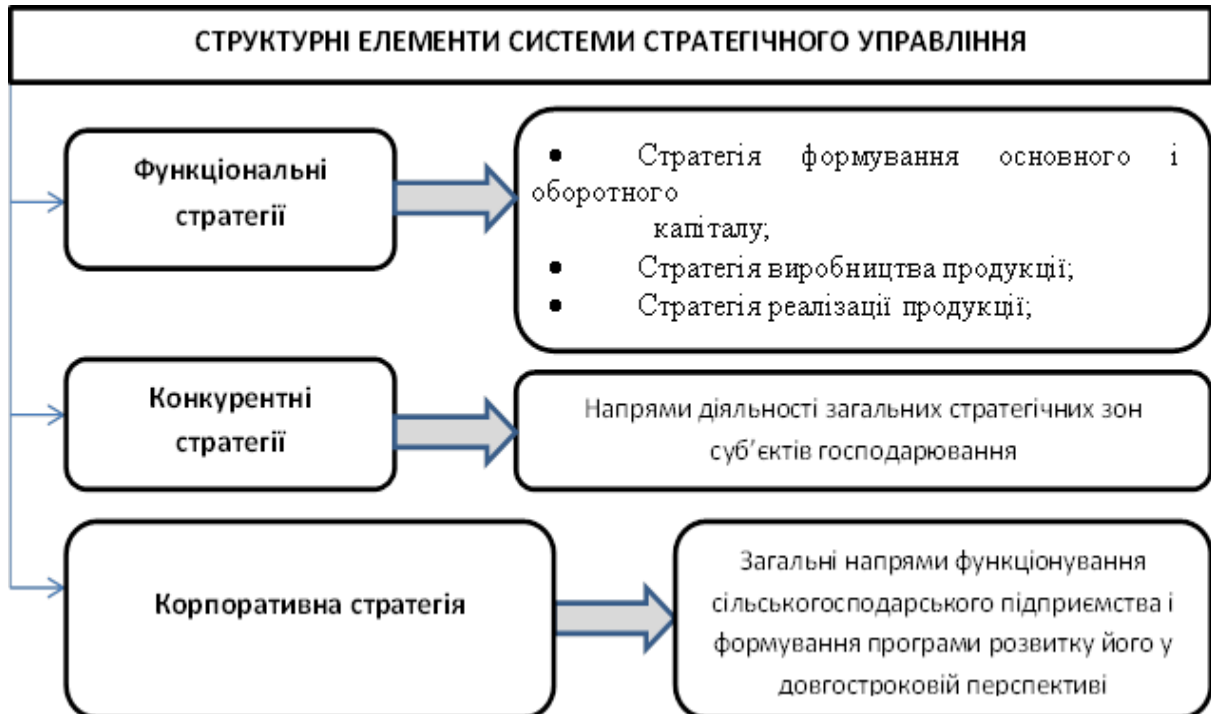 СТРУКТУРНІ ЕЛЕМЕНТИ СИСТЕМИ СТРАТЕГІЧНОГО УПРАВЛІННЯ
Функціональні
стратегії
• Стратегія формування основного і
оборотного
капіталу;
• Стратегія виробництва продукції;
• Стратегія реалізації продукції;
Конкурентні
стратегії
Напрями діяльності загальних стратегічних зон
суб’єктів господарювання
Корпоративна стратегія
Загальні напрями функціонування
сільськогосподарського підприємства і
формування програми розвитку його у
довгостроковій перспективі